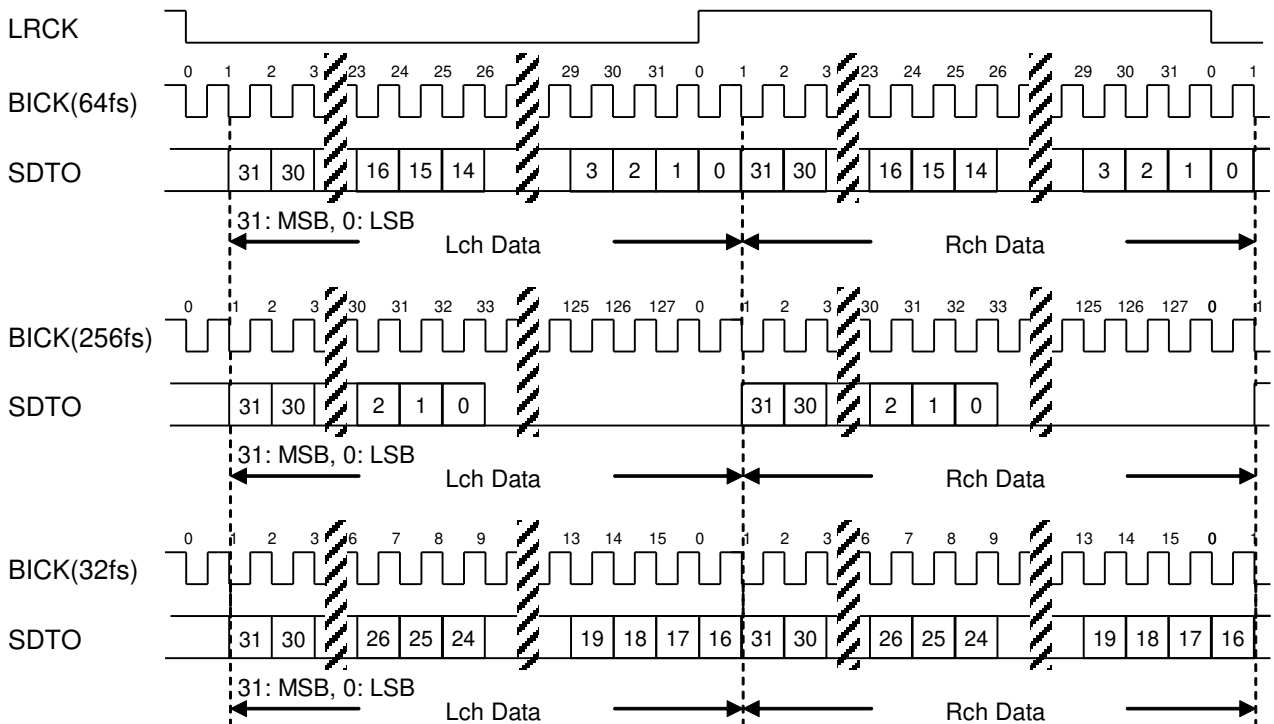 LRCK
0 1 2 3 23 24 25 26 29 30 31 0 1 2 3 23 24 25 26 29 30 31 0 1
BICK(64fs)
SDTO 31 30 16 15 14 3 2 1 0 31 30 16 15 14 3 2 1 0
31: MSB, 0: LSB
Lch Data Rch Data
0 1 2 3 30 31 32 33 125 126 127 0 1 2 3 30 31 32 33 125 126 127 0 1
BICK(256fs)
SDTO 31 30 2 1 0 31 30 2 1 0
31: MSB, 0: LSB
Lch Data Rch Data
0 1 2 3 6 7 8 9 13 14 15 0 1 2 3 6 7 8 9 13 14 15 0 1
BICK(32fs)
SDTO 31 30 26 25 24 19 18 17 16 31 30 26 25 24 19 18 17 16
31: MSB, 0: LSB
Lch Data Rch Data